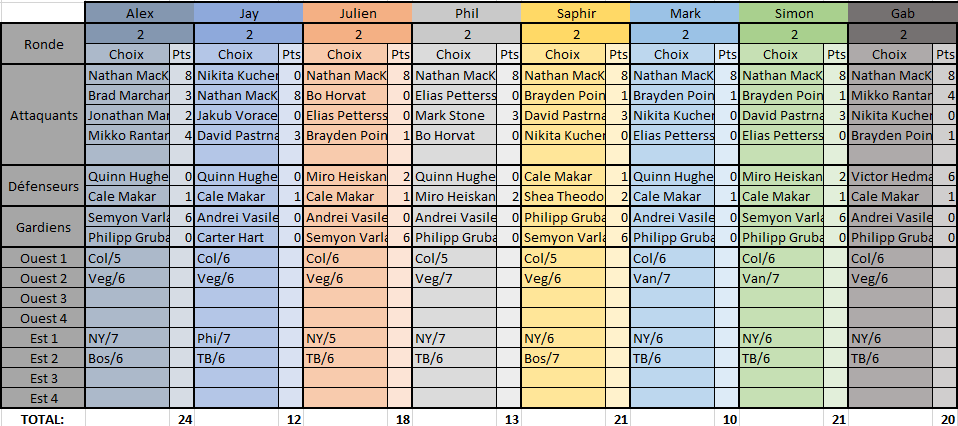 Alex Jay Julien Phil Saphir Mark Simon Gab
Ronde 2 2 2 2 2 2 2 2
Choix Pts Choix Pts Choix Pts Choix Pts Choix Pts Choix Pts Choix Pts Choix Pts
Attaquants Nathan MacK 8 Nikita Kucher 0 Nathan MacK 8 Nathan MacK 8 Nathan MacK 8 Nathan MacK 8 Nathan MacK 8 Nathan MacK 8
Brad Marchan 3 Nathan MacK 8 Bo Horvat 0 Elias Petterss 0 Brayden Poin 1 Brayden Poin 1 Brayden Poin 1 Mikko Rantar 4
Jonathan Mar 2 Jakub Vorace 0 Elias Petterss 0 Mark Stone 3 David Pastrna 3 Nikita Kucher 0 David Pastrna 3 Nikita Kucher 0
Mikko Rantar 4 David Pastrna 3 Brayden Poin 1 Bo Horvat 0 Nikita Kucher 0 Elias Petterss 0 Elias Petterss 0 Brayden Poin 1
Défenseurs Quinn Hughe 0 Quinn Hughe 0 Miro Heiskan 2 Quinn Hughe 0 Cale Makar 1 Quinn Hughe 0 Miro Heiskan 2 Victor Hedma 6
Cale Makar 1 Cale Makar 1 Cale Makar 1 Miro Heiskan 2 Shea Theodo 2 Cale Makar 1 Cale Makar 1 Cale Makar 1
Gardiens Semyon Varla 6 Andrei Vasile 0 Andrei Vasile 0 Andrei Vasile 0 Philipp Gruba 0 Andrei Vasile 0 Semyon Varla 6 Andrei Vasile 0
Philipp Gruba 0 Carter Hart 0 Semyon Varla 6 Philipp Gruba 0 Semyon Varla 6 Philipp Gruba 0 Philipp Gruba 0 Philipp Gruba 0
Ouest 1 Col/5 Col/6 Col/6 Col/5 Col/5 Col/6 Col/6 Col/6
Ouest 2 Veg/6 Veg/6 Veg/6 Veg/7 Veg/6 Van/7 Van/7 Veg/6
Ouest 3
Ouest 4
Est 1 NY/7 Phi/7 NY/5 NY/7 NY/6 NY/6 NY/6 NY/6
Est 2 Bos/6 TB/6 TB/6 TB/6 Bos/7 TB/6 TB/6 TB/6
Est 3
Est 4
TOTAL: 24 12 18 13 21 10 21 20